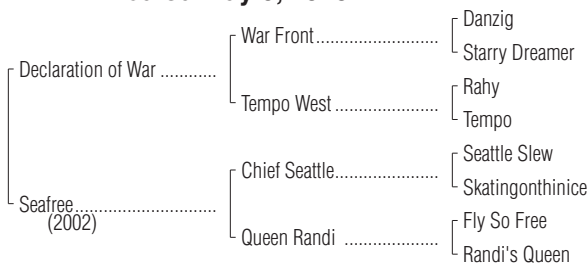 Danzig
War Front
Starry Dreamer
Declaration of War
Rahy
Tempo West
Tempo
Seattle Slew
Chief Seattle
Skatingonthinice
Seafree
(2002)
Fly So Free
Queen Randi
Randi's Queen